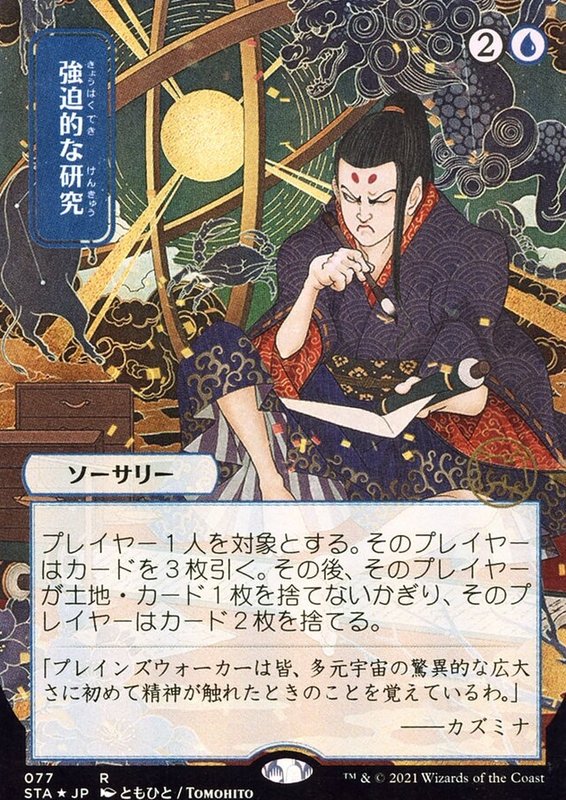 2
強迫的な研究
きょうはくてき けんきゅう
ソーサリー
プレイヤー1人を対象とする。そのプレイヤー
はカードを3枚引く。その後、そのプレイヤー
が土地・カード1枚を捨てないかぎり、そのプ
レイヤーはカード2枚を捨てる。
「プレインズウォーカーは皆、多元宇宙の驚異的な広大
さに初めて精神が触れたときのことを覚えているわ。」
――カズミナ
077 R
STA★JP ともひと / TOMOHITO
™ & © 2021 Wizards of the Coast